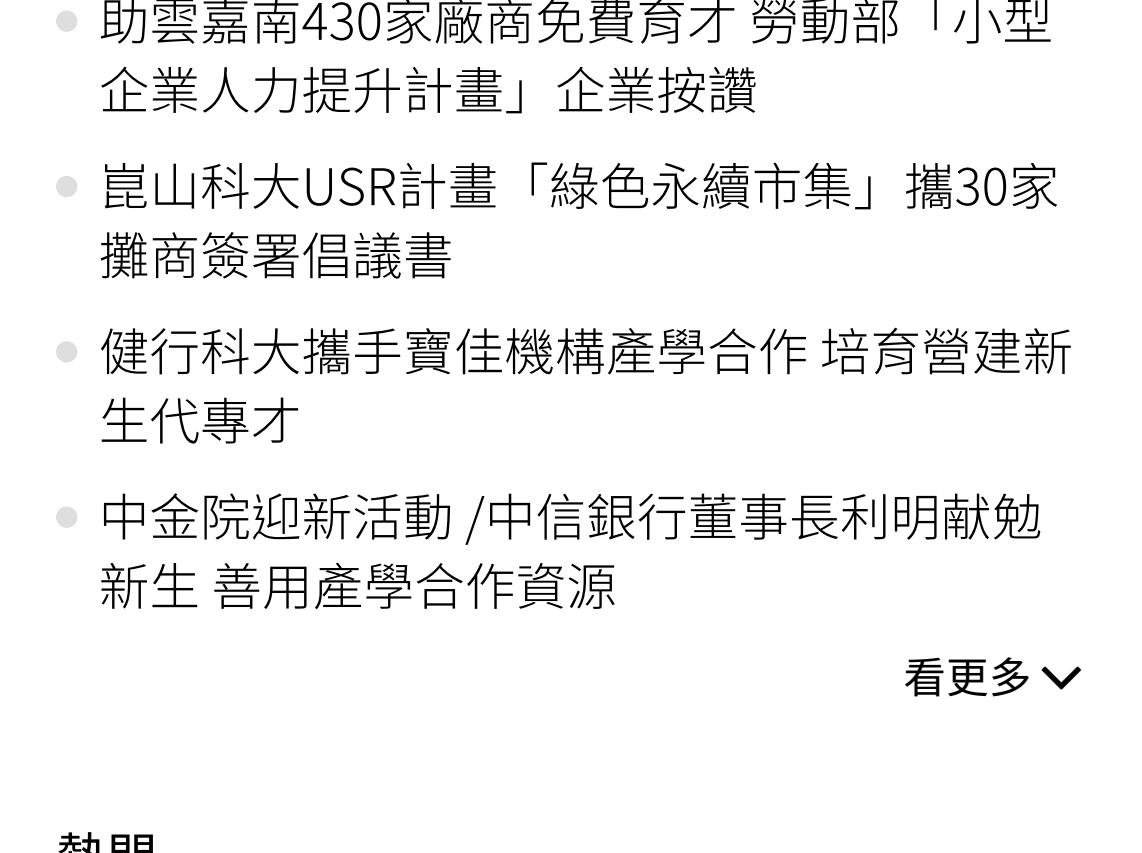 助雲嘉南430家廠商免費育才 勞動部「小型
企業人力提升計畫」企業按讚
崑山科大USR計畫「綠色永續市集」攜30家
攤商簽署倡議書
健行科大攜手寶佳機構產學合作 培育營建新
生代專才
中金院迎新活動 /中信銀行董事長利明献勉
新生 善用產學合作資源
看更多
熱門